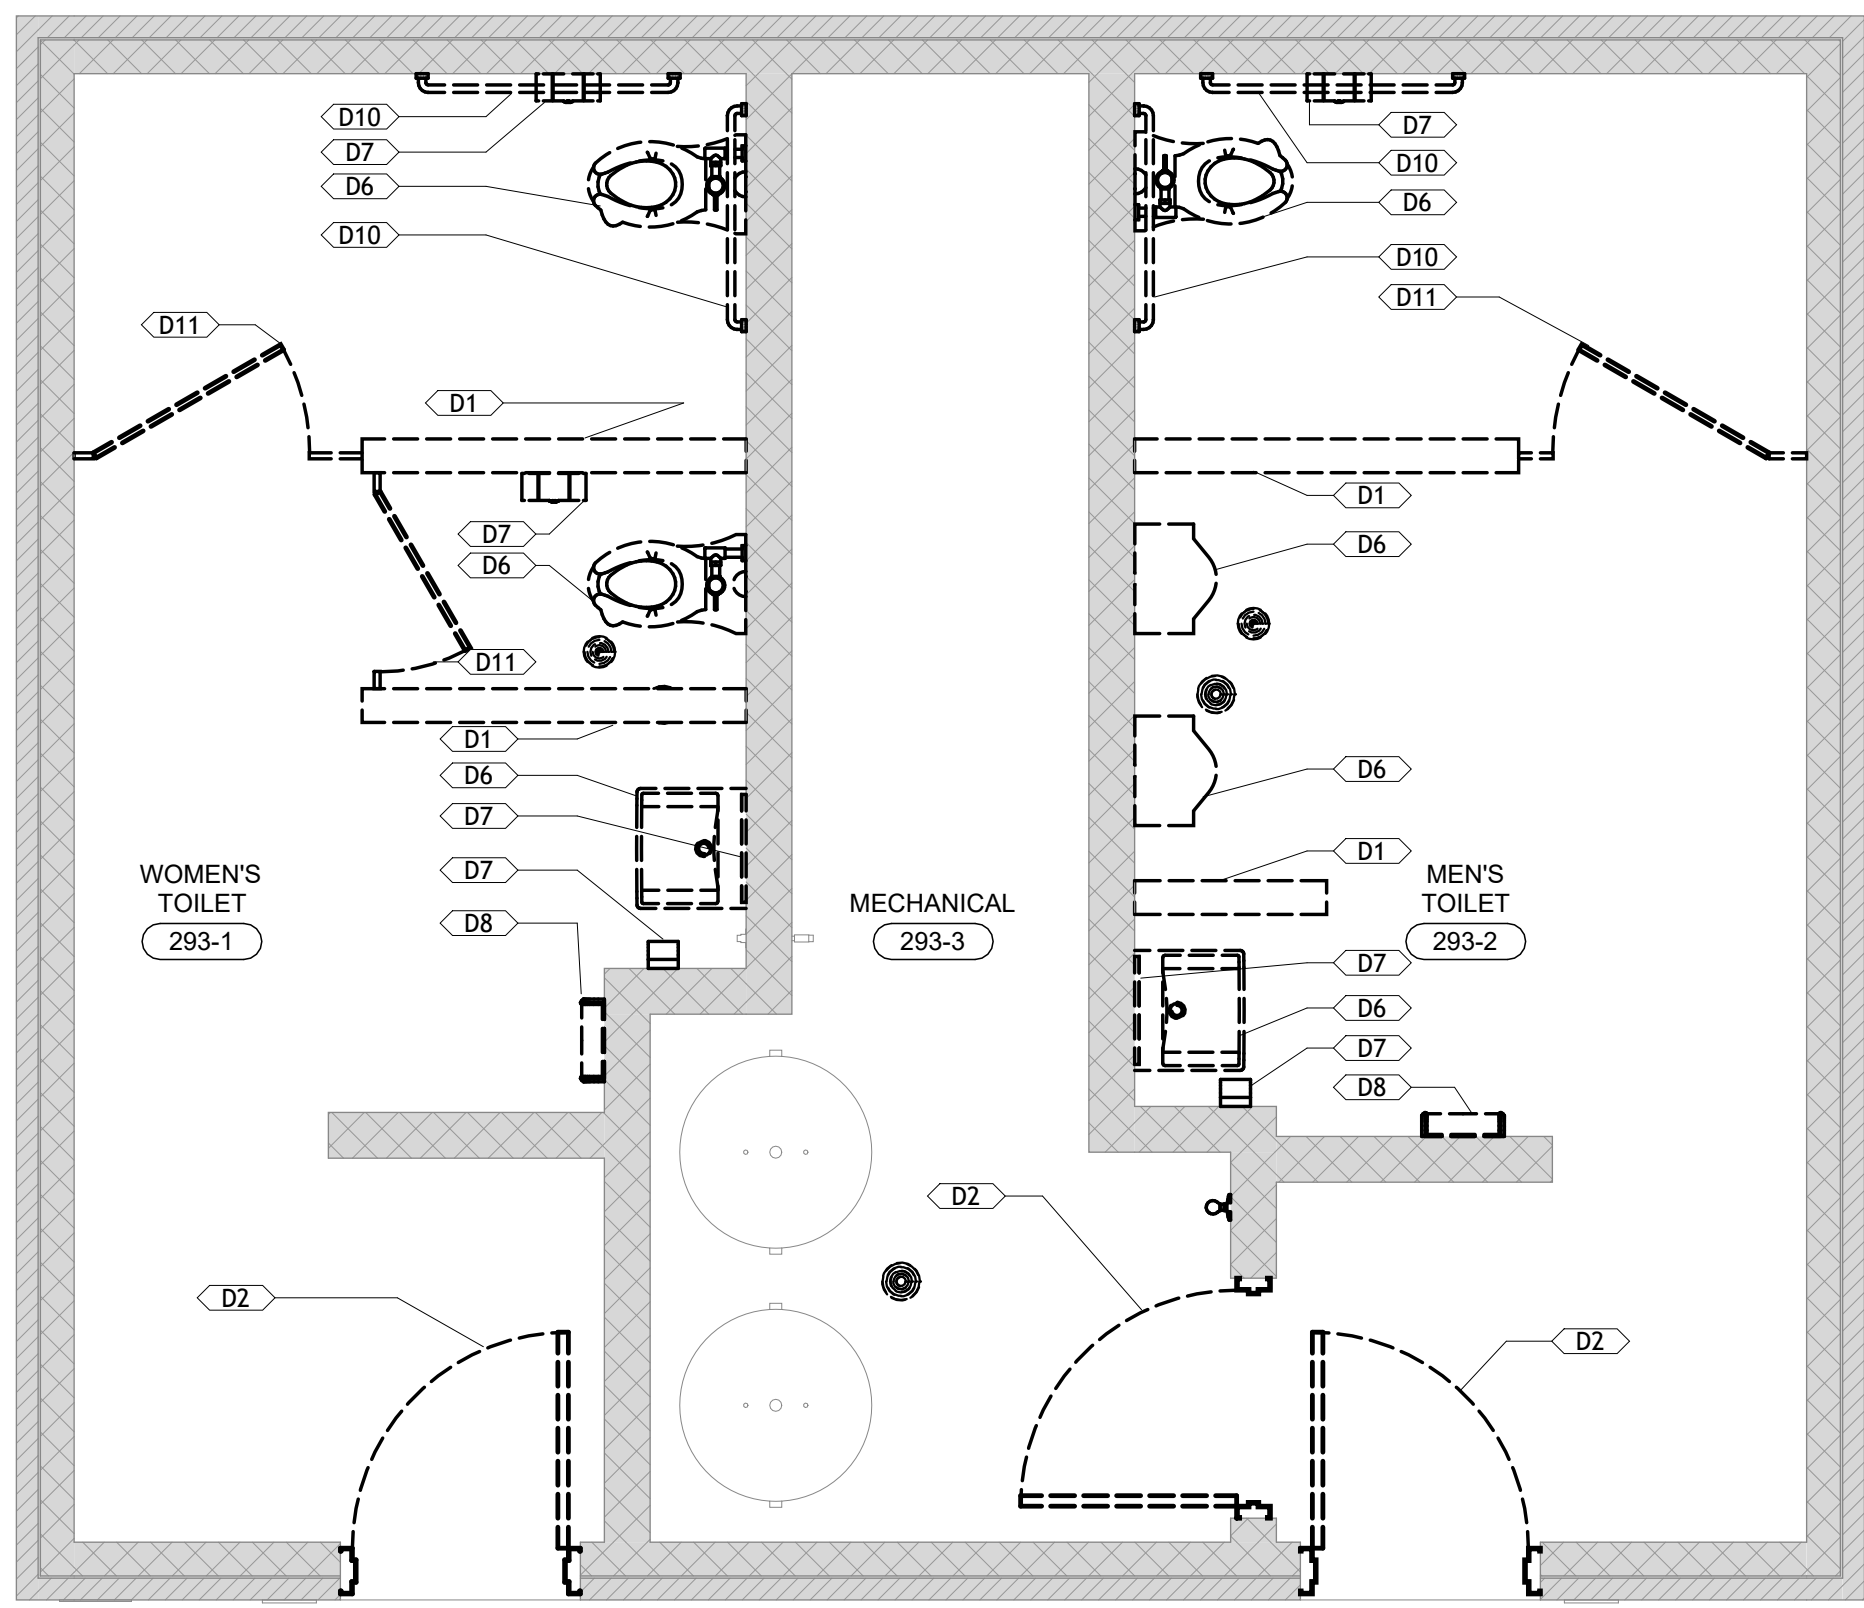 D10
D7
D6
D10
D11
D1
D7
D6
D11
D1
D6
D7
D7
D8
WOMEN'S
TOILET
293-1
D2
MECHANICAL
293-3
D2
D7
D10
D6
D10
D11
D1
D6
D6
D1
MEN'S
TOILET
293-2
D7
D6
D7
D8
D2